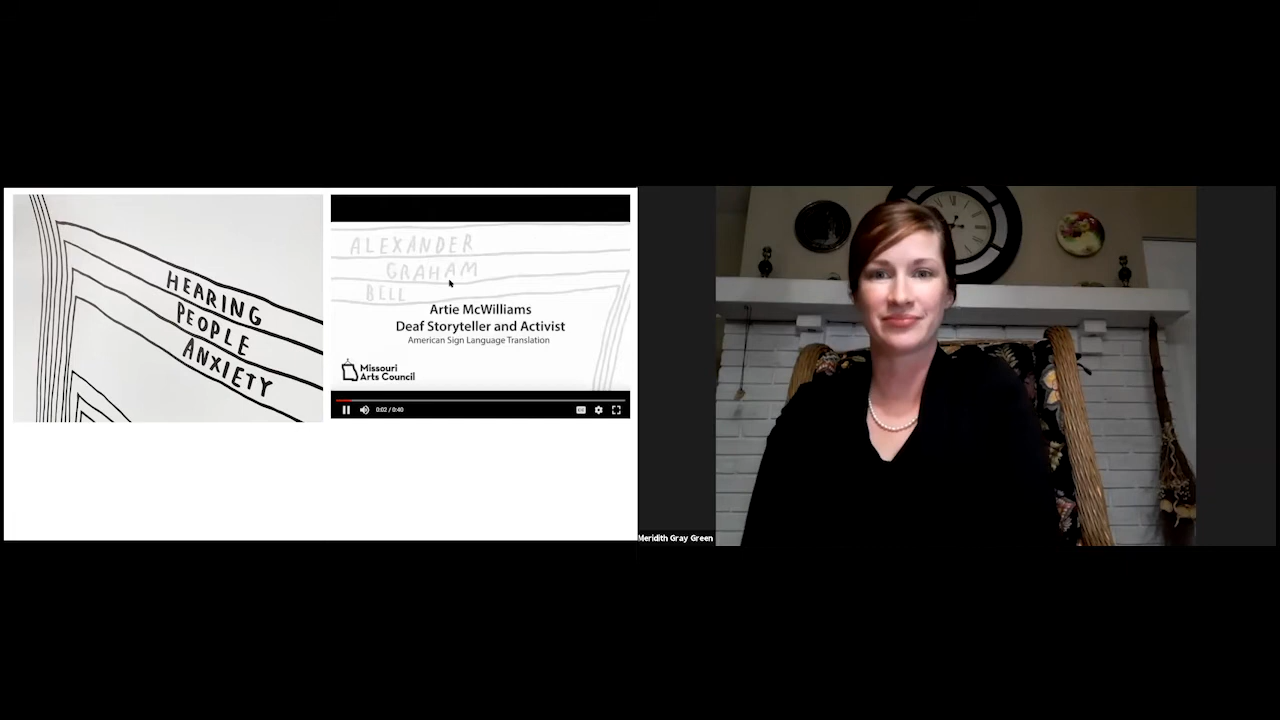 HEARING
PEOPLE
ANXIETY
ALEXANDER
GRAHAM
BELL
Artie McWilliams
Deaf Storyteller and Activist
American Sign Language Translation
Missouri
Arts Council
0:02 / 0:40
CC
Meridith Gray Green